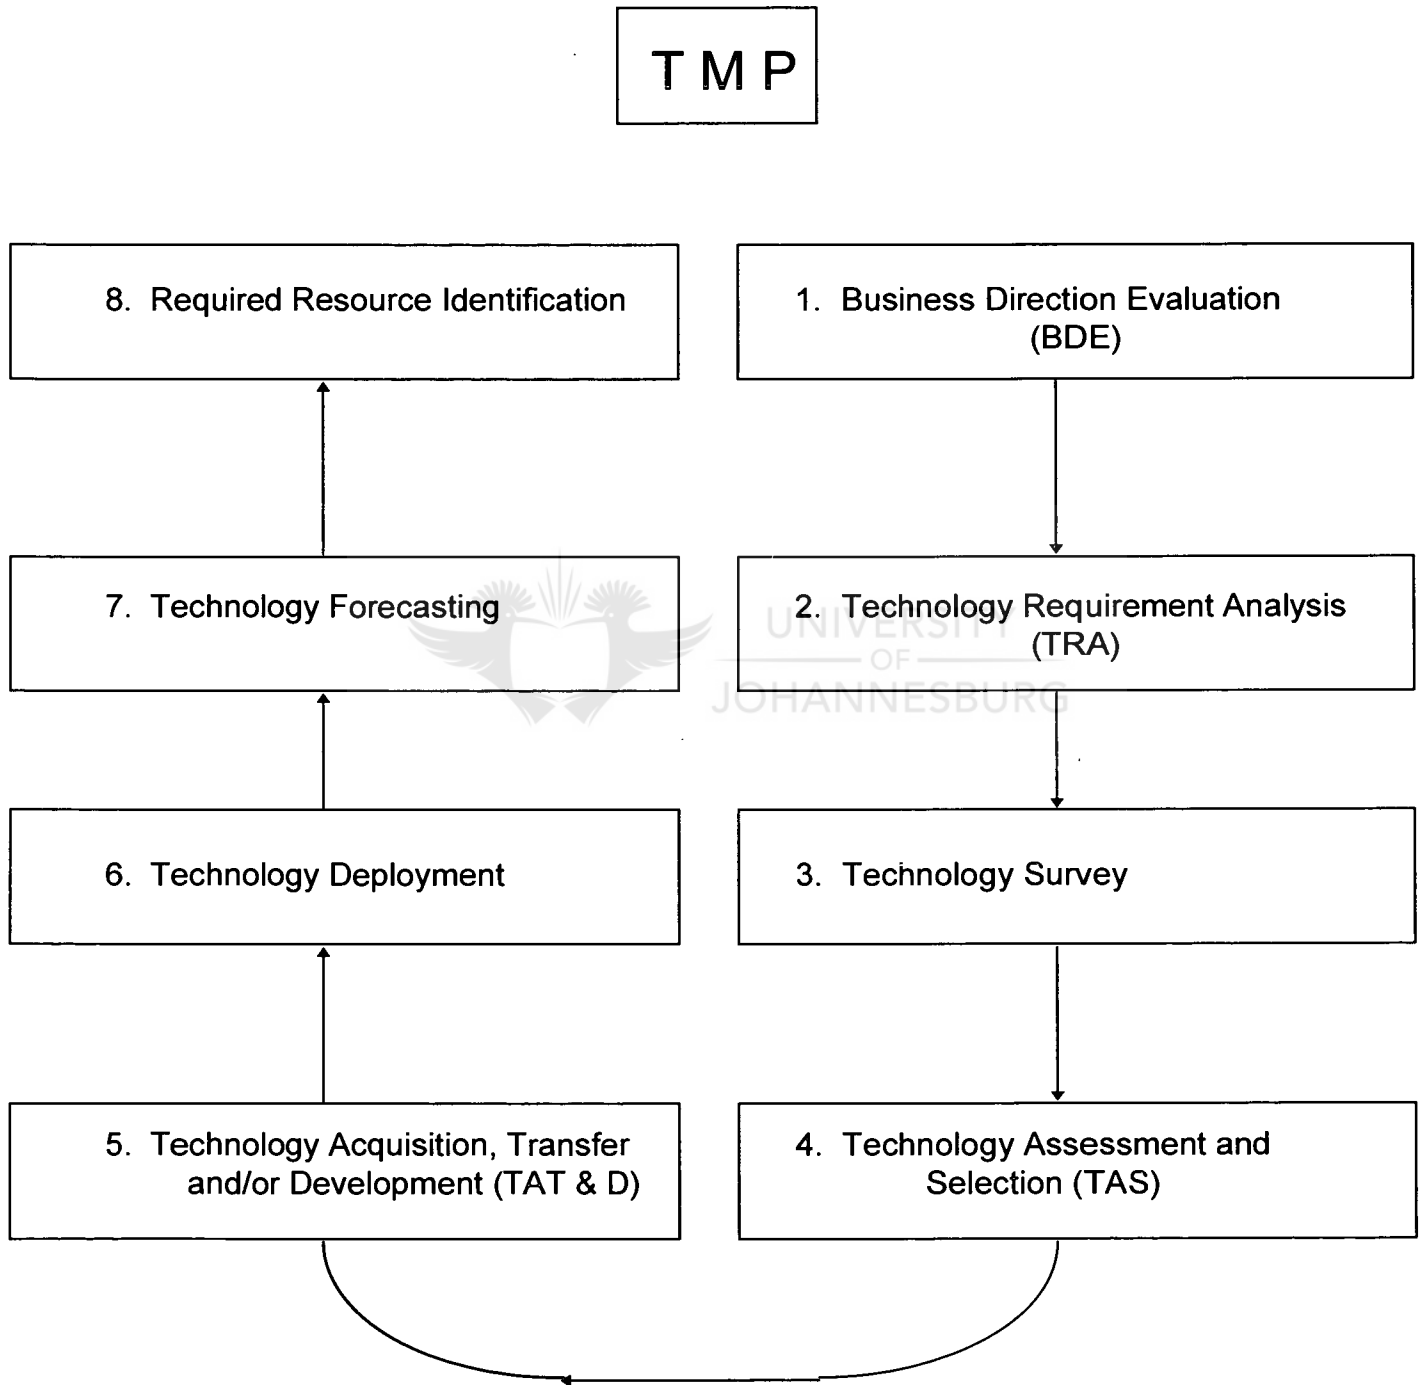 T M P
8. Required Resource Identification
1. Business Direction Evaluation
(BDE)
7. Technology Forecasting
2. Technology Requirement Analysis
(TRA)
UNIVERSITY
OF
JOHANNESBURG
6. Technology Deployment
3. Technology Survey
5. Technology Acquisition, Transfer
and/or Development (TAT & D)
4. Technology Assessment and
Selection (TAS)